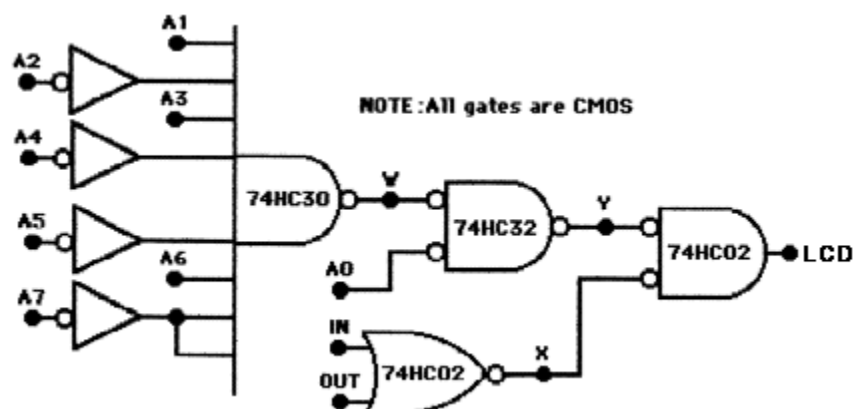 A1
A2
A3
NOTE:All gates are CMOS
A4
74HC30
W
74HC32
Y
74HC02
LCD
A5
A6
A0
A7
IN
74HC02
X
OUT